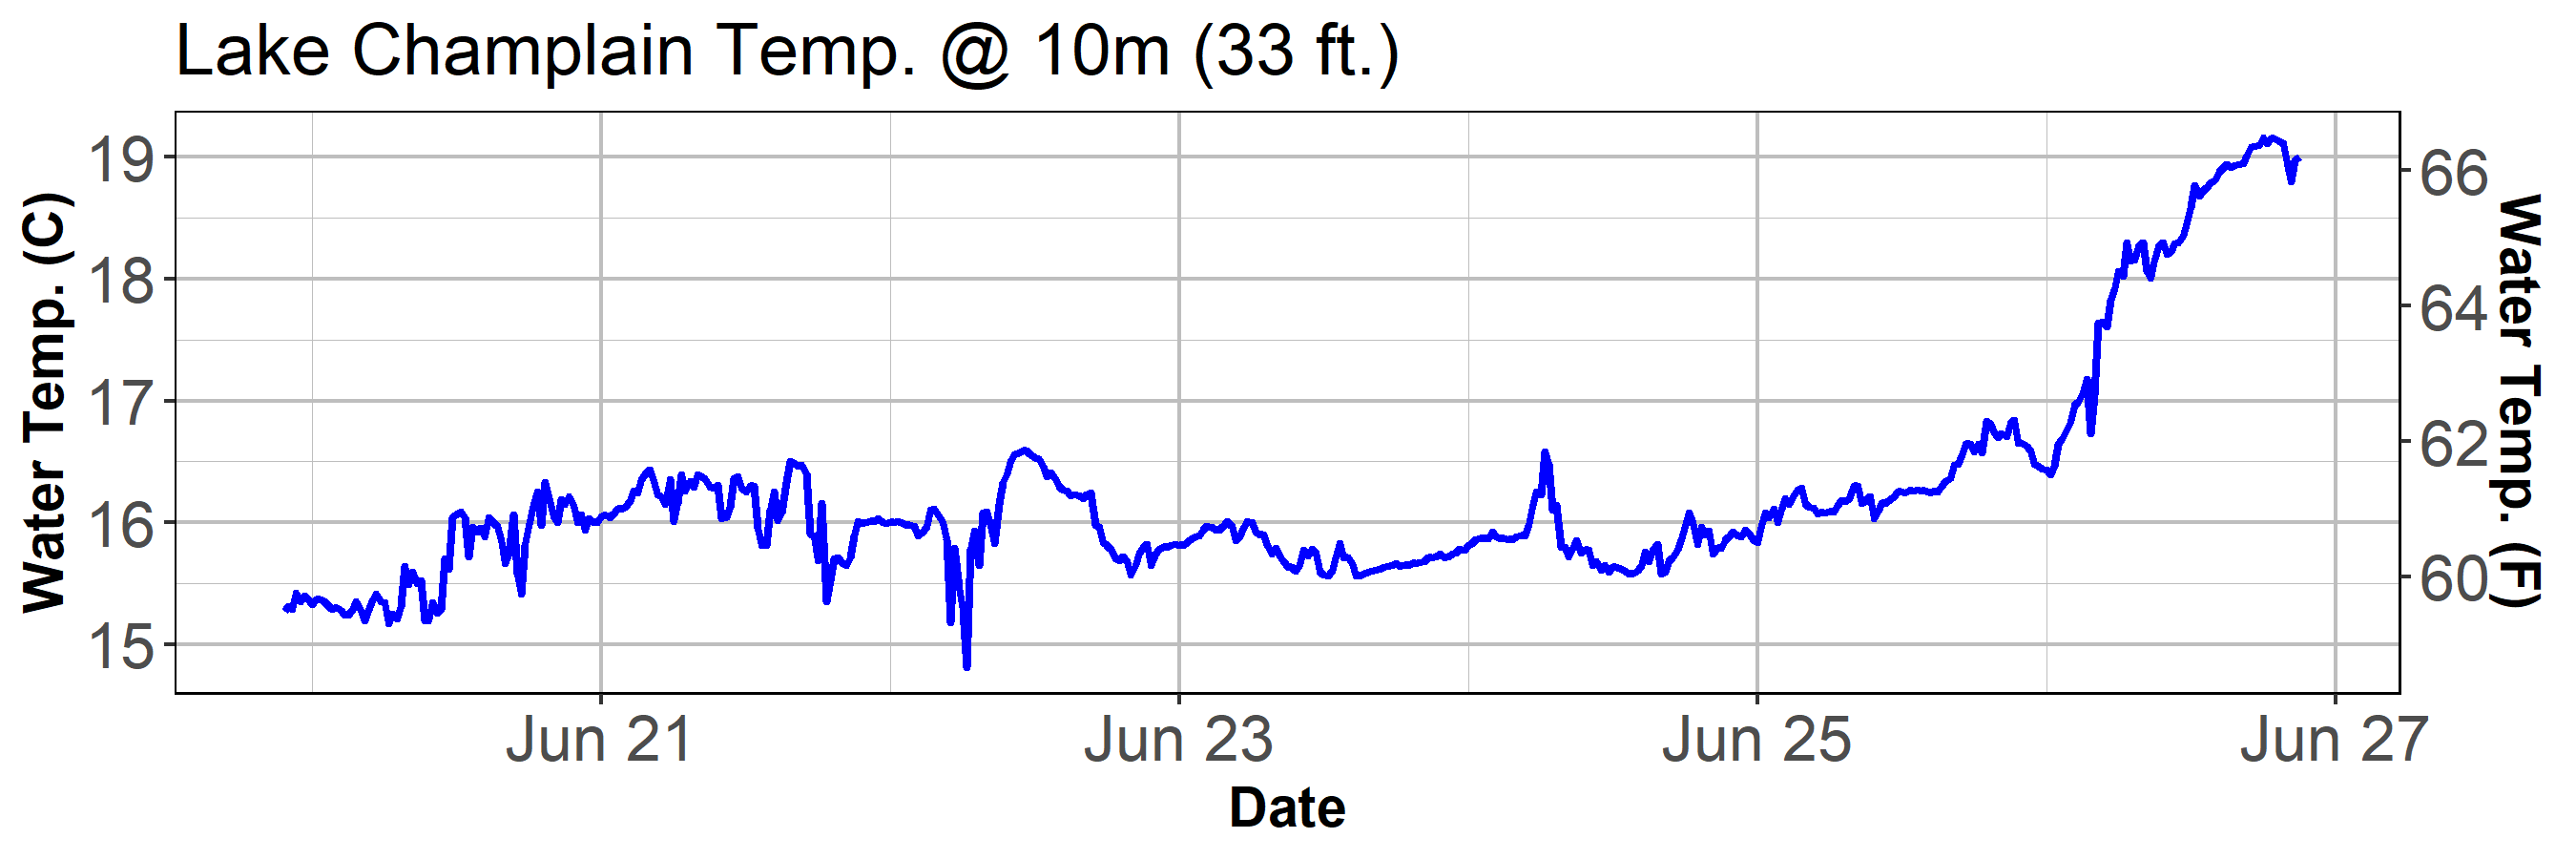 Lake Champlain Temp. @ 10m (33 ft.)
Water Temp. (C)
19
18
17
16
15
66
64
62
60
Water Temp. (F)
Jun 21
Jun 23
Jun 25
Jun 27
Date